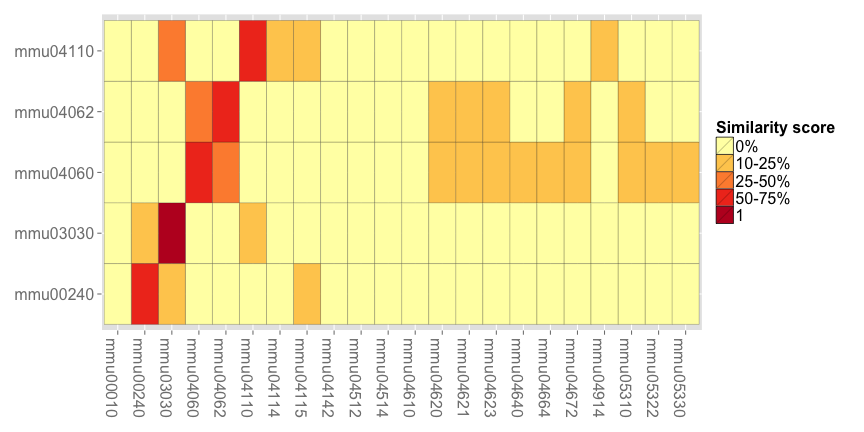 mmu04110
mmu04062
mmu04060
mmu03030
mmu00240
mmu00010
mmu00240
mmu03030
mmu04060
mmu04062
mmu04110
mmu04114
mmu04115
mmu04142
mmu04512
mmu04514
mmu04610
mmu04620
mmu04621
mmu04623
mmu04640
mmu04664
mmu04672
mmu04914
mmu05310
mmu05322
mmu05330
Similarity score
0%
10-25%
25-50%
50-75%
1